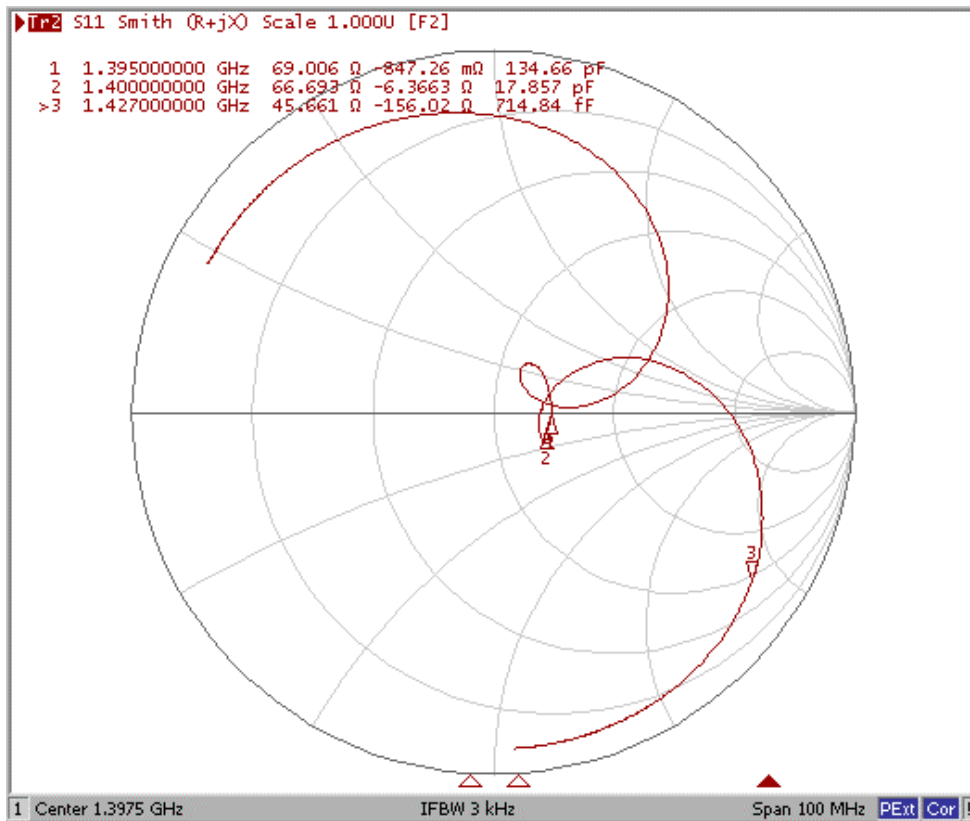 Tr2 S11 Smith (R+jX) Scale 1.000U [F2]
1 1.395000000 GHz 69.006 Ω -847.26 mΩ 134.66 pF
2 1.400000000 GHz 66.693 Ω -6.3663 Ω 17.857 pF
>3 1.427000000 GHz 45.661 Ω -156.02 Ω 714.84 fF
2
3
1 Center 1.3975 GHz IFBW 3 kHz Span 100 MHz PExt Cor